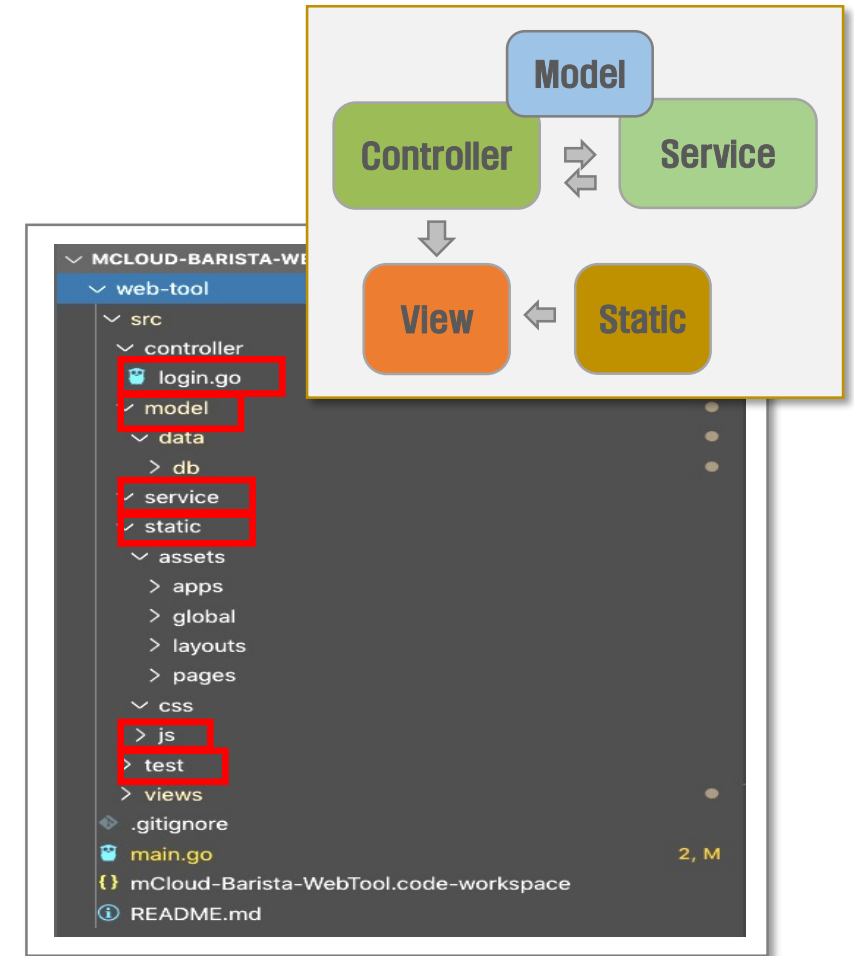 Model
Controller
Service
View
Static
MCLOUD-BARISTA-WE
web-tool
src
controller
login.go
model
data
db
service
static
assets
apps
global
layouts
pages
css
js
test
views
.gitignore
main.go 2, M
{} mCloud-Barista-WebTool.code-workspace
README.md